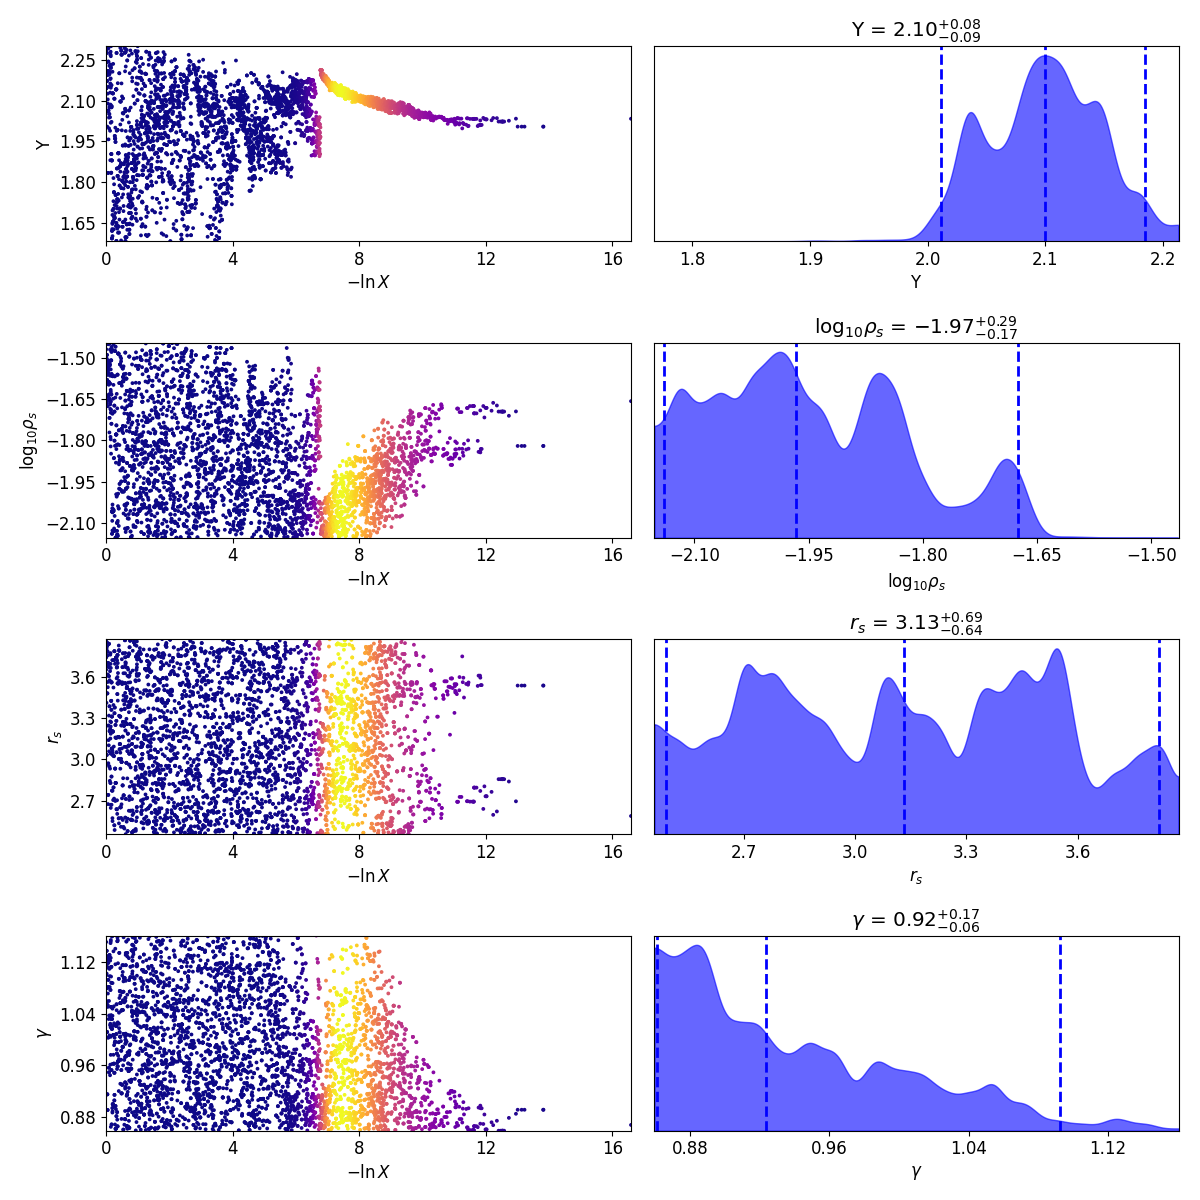 Y = 2.10^{+0.08}_{-0.09}
2.25
2.10
1.95
1.80
1.65
Y
0 4 8 12 16
−ln X
1.8 1.9 2.0 2.1 2.2
Y
log₁₀ρₛ = −1.97^{+0.29}_{-0.17}
−1.50
−1.65
−1.80
−1.95
−2.10
log₁₀ρₛ
0 4 8 12 16
−ln X
−2.10 −1.95 −1.80 −1.65 −1.50
log₁₀ρₛ
rₛ = 3.13^{+0.69}_{-0.64}
3.6
3.3
3.0
2.7
rₛ
0 4 8 12 16
−ln X
2.7 3.0 3.3 3.6
rₛ
γ = 0.92^{+0.17}_{-0.06}
1.12
1.04
0.96
0.88
γ
0 4 8 12 16
−ln X
0.88 0.96 1.04 1.12
γ